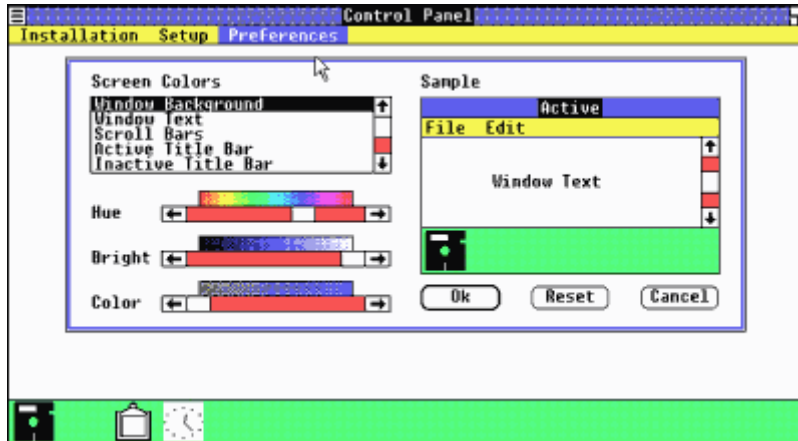 Control Panel
Installation Setup Preferences
Screen Colors
Window Background
Window Text
Scroll Bars
Active Title Bar
Inactive Title Bar
Hue
Bright
Color
Sample
Active
File Edit
Window Text
Ok Reset Cancel